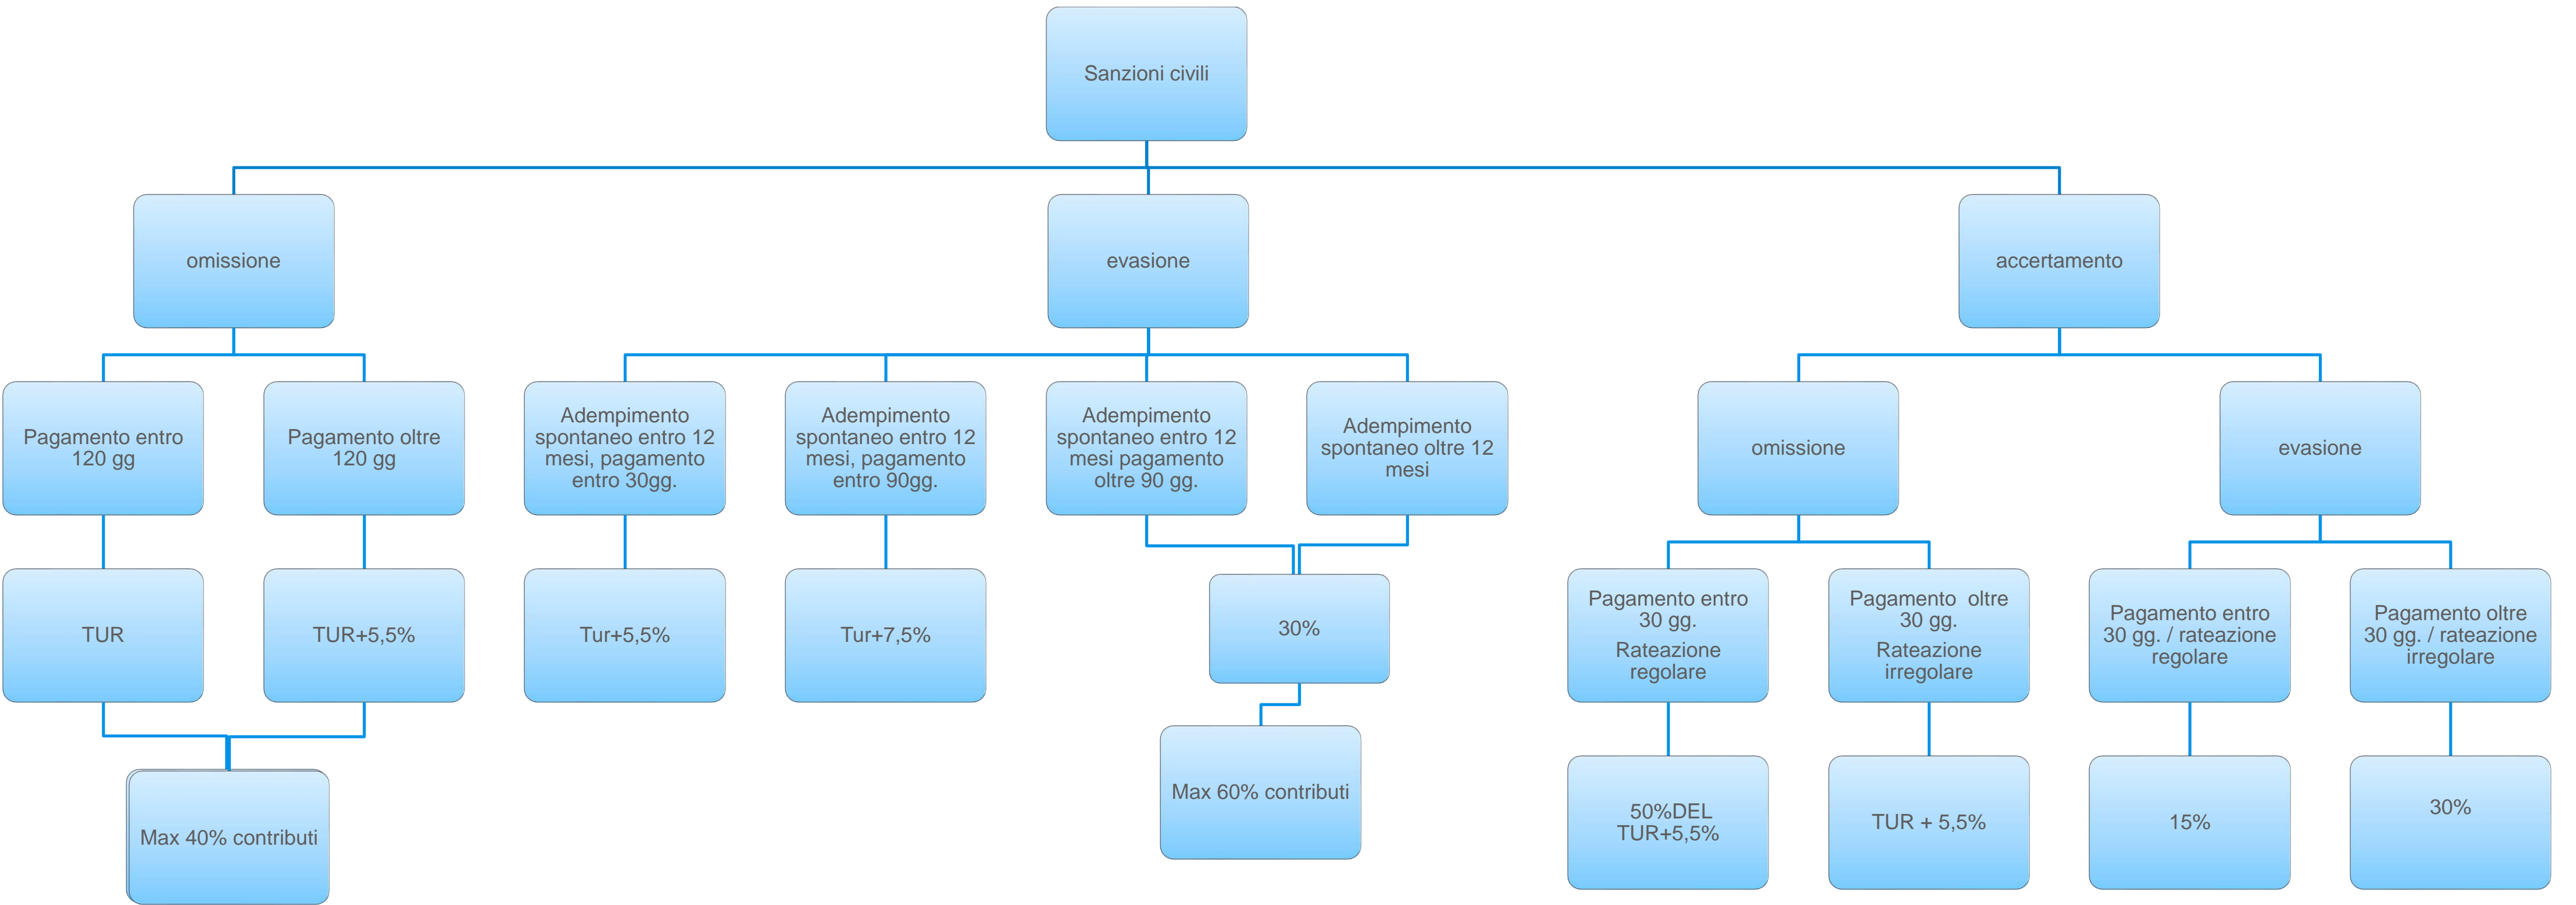 Sanzioni civili
omissione
evasione
accertamento
Pagamento entro
120 gg
Pagamento oltre
120 gg
Adempimento
spontaneo entro 12
mesi, pagamento
entro 30gg.
Adempimento
spontaneo entro 12
mesi, pagamento
entro 90gg.
Adempimento
spontaneo entro 12
mesi pagamento
oltre 90 gg.
Adempimento
spontaneo oltre 12
mesi
omissione
evasione
TUR
TUR+5,5%
Tur+5,5%
Tur+7,5%
30%
Pagamento entro
30 gg.
Rateazione
regolare
Pagamento  oltre
30 gg.
Rateazione
irregolare
Pagamento entro
30 gg. / rateazione
regolare
Pagamento oltre
30 gg. / rateazione
irregolare
Max 40% contributi
Max 60% contributi
50%DEL
TUR+5,5%
TUR + 5,5%
15%
30%